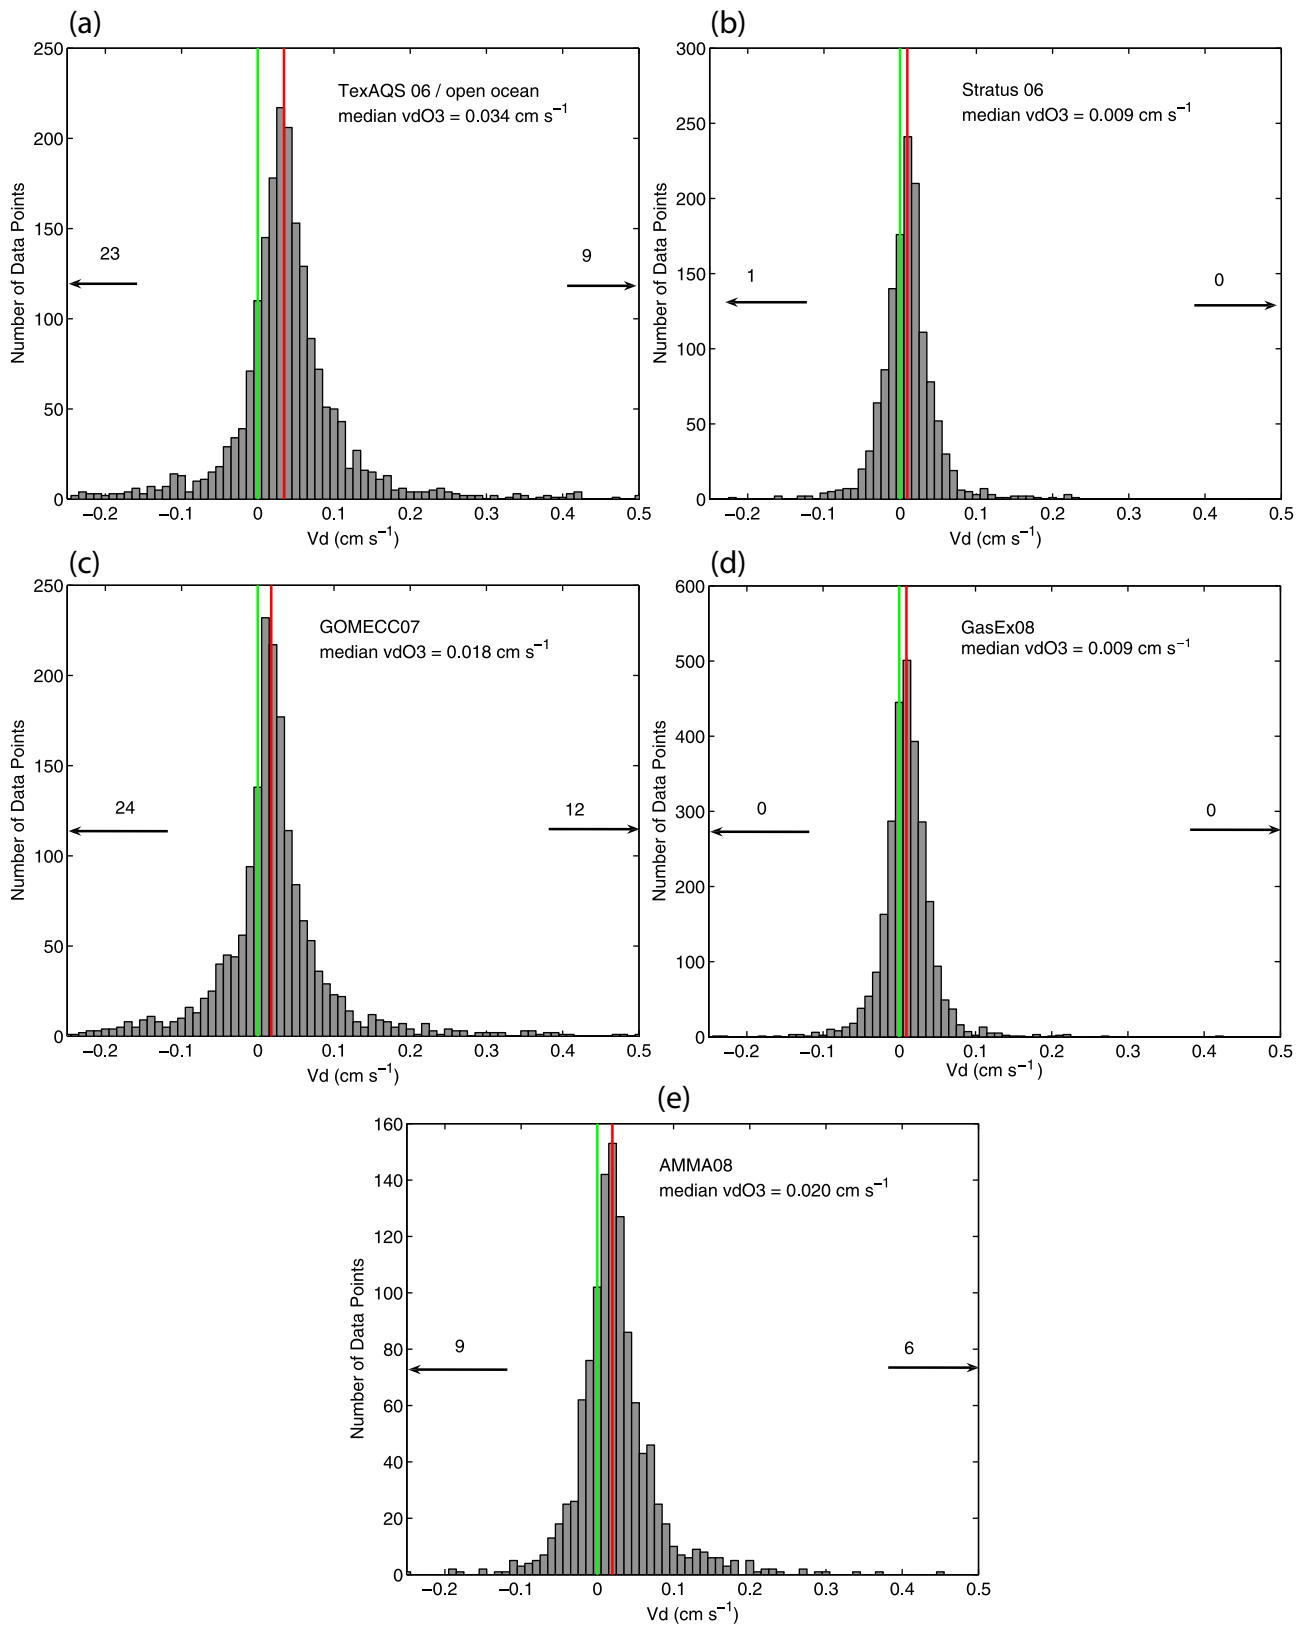 (a)
250
200
150
100
50
0
Number of Data Points
TexAQS 06 / open ocean
median vdO3 = 0.034 cm s⁻¹
23
9
−0.2 −0.1 0 0.1 0.2 0.3 0.4 0.5
Vd (cm s⁻¹)
(b)
300
250
200
150
100
50
0
Number of Data Points
Stratus 06
median vdO3 = 0.009 cm s⁻¹
1
0
−0.2 −0.1 0 0.1 0.2 0.3 0.4 0.5
Vd (cm s⁻¹)
(c)
250
200
150
100
50
0
Number of Data Points
GOMECC07
median vdO3 = 0.018 cm s⁻¹
24
12
−0.2 −0.1 0 0.1 0.2 0.3 0.4 0.5
Vd (cm s⁻¹)
(d)
600
500
400
300
200
100
0
Number of Data Points
GasEx08
median vdO3 = 0.009 cm s⁻¹
0
0
−0.2 −0.1 0 0.1 0.2 0.3 0.4 0.5
Vd (cm s⁻¹)
(e)
160
140
120
100
80
60
40
20
0
Number of Data Points
AMMA08
median vdO3 = 0.020 cm s⁻¹
9
6
−0.2 −0.1 0 0.1 0.2 0.3 0.4 0.5
Vd (cm s⁻¹)